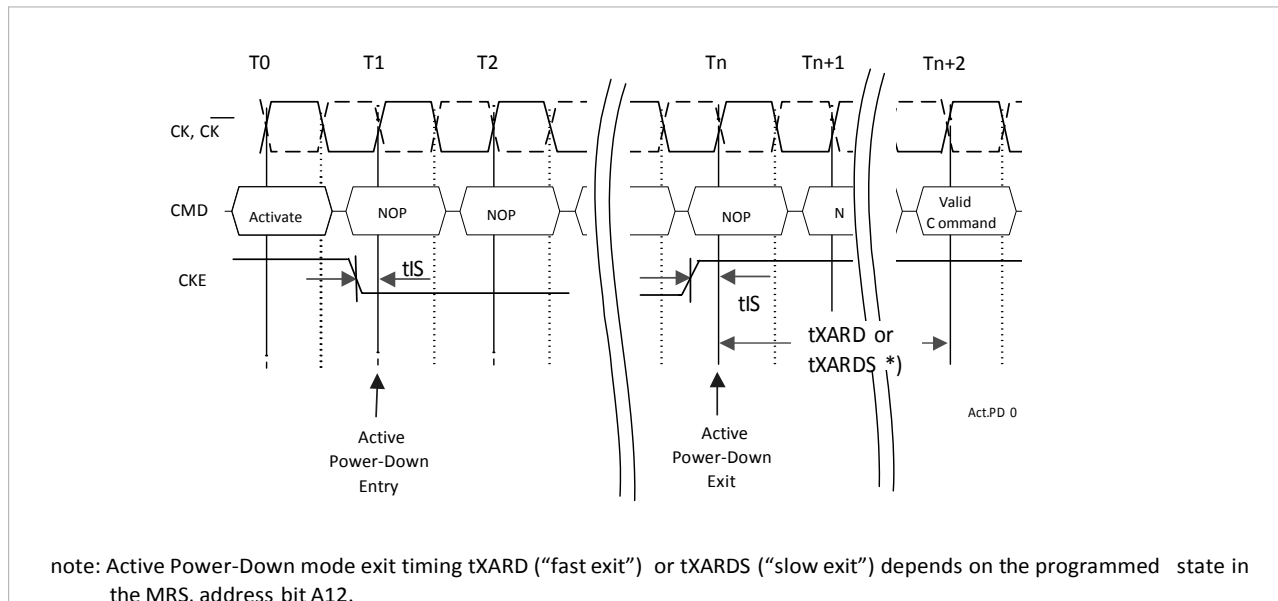 T0 T1 T2 Tn Tn+1 Tn+2
CK, CK
CMD Activate NOP NOP NOP N Valid
Command
CKE tIS
tIS
tXARD or
tXARDS *)
Act.PD 0
Active Active
Power-Down Power-Down
Entry Exit
note: Active Power-Down mode exit timing tXARD (“fast exit”) or tXARDS (“slow exit”) depends on the programmed state in
the MRS, address bit A12.